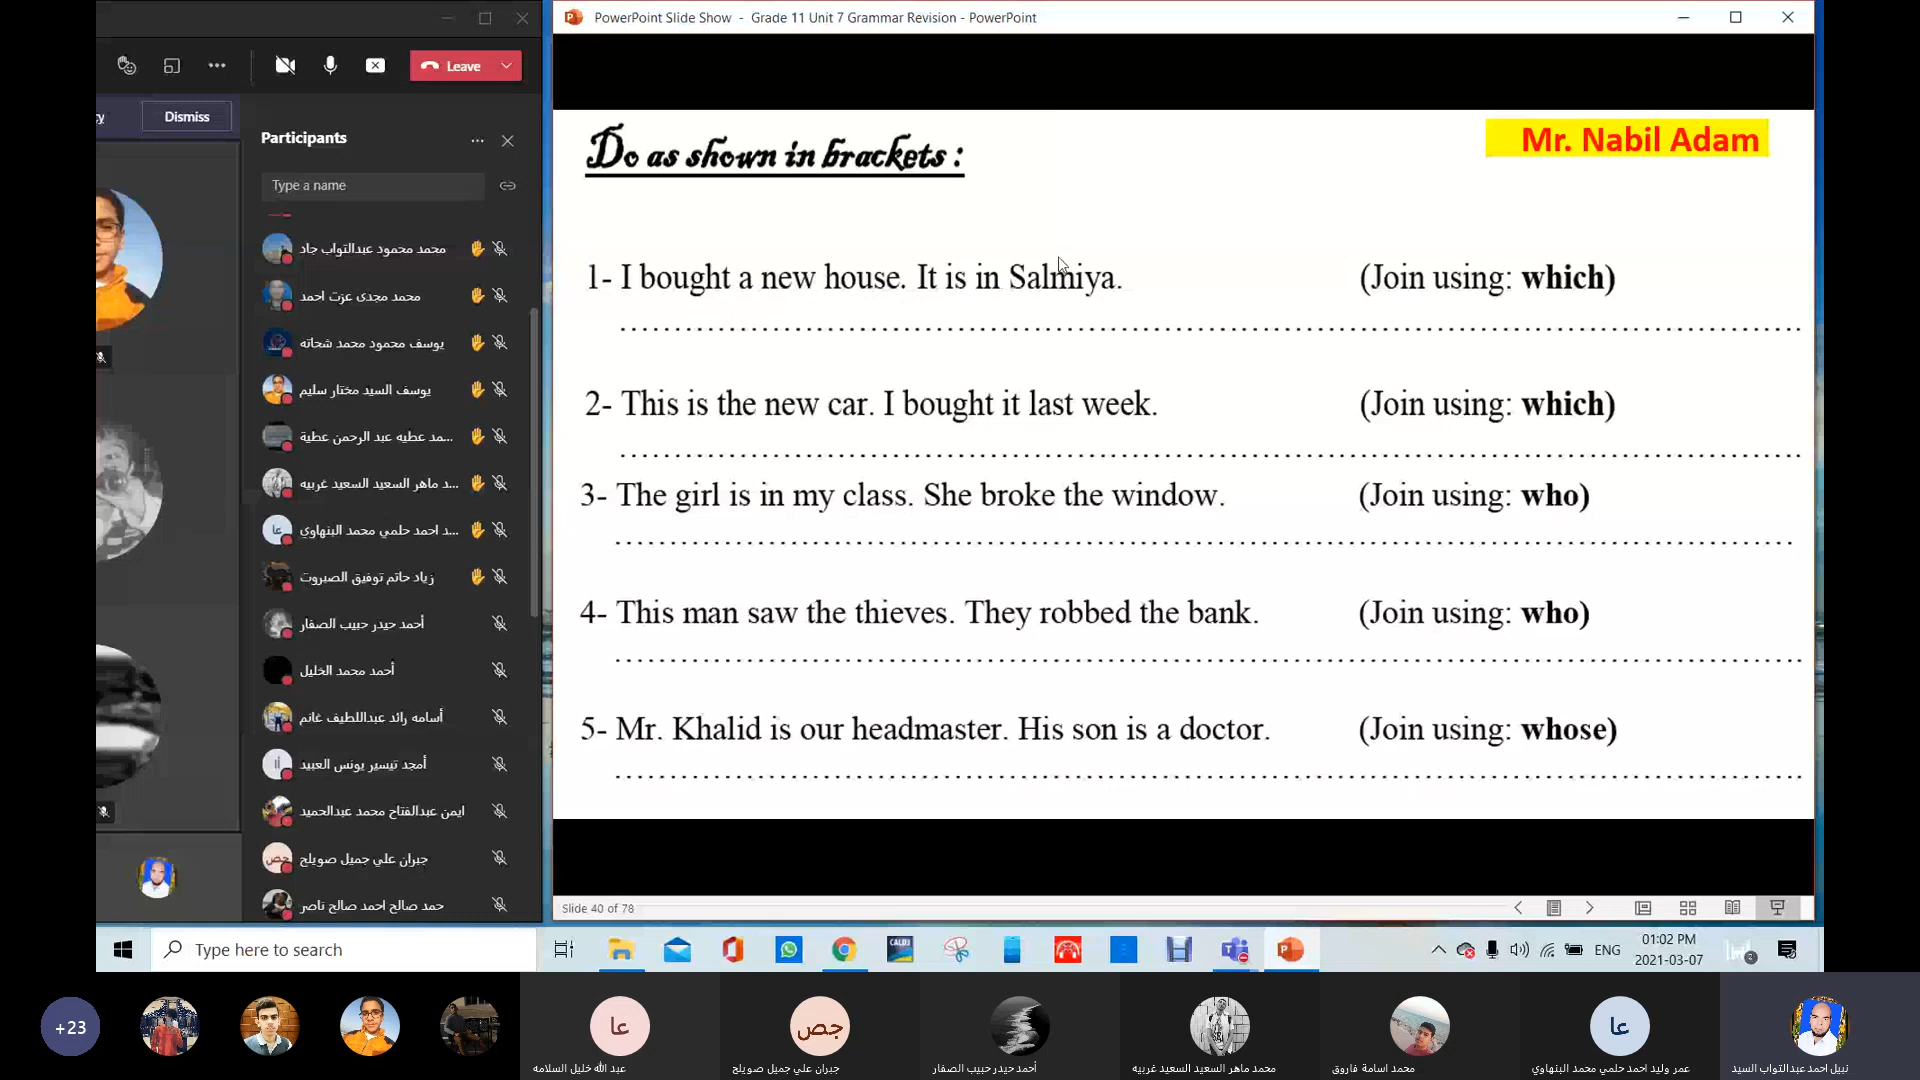 PowerPoint Slide Show - Grade 11 Unit 7 Grammar Revision - PowerPoint
Leave
Dismiss
Participants
Type a name
محمد محمود عبدالتواب جاد
محمد مجدى عزت احمد
يوسف محمود محمد شحاته
يوسف السيد مختار سليم
...مد عطيه عبد الرحمن عطية
...د ماهر السعيد السعيد غربيه
عا
...د احمد حلمي محمد البنهاوي
زياد حاتم توفيق الصبروت
أحمد حيدر حبيب الصفار
أحمد محمد الخليل
أسامه رائد عبداللطيف غانم
أا
أمجد تيسير يونس العبيد
ايمن عبدالفتاح محمد عبدالحميد
جص
جبران علي جميل صويلح
حمد صالح احمد صالح ناصر
Do as shown in brackets :
Mr. Nabil Adam
1- I bought a new house. It is in Salmiya. (Join using: which)
2- This is the new car. I bought it last week. (Join using: which)
3- The girl is in my class. She broke the window. (Join using: who)
4- This man saw the thieves. They robbed the bank. (Join using: who)
5- Mr. Khalid is our headmaster. His son is a doctor. (Join using: whose)
Slide 40 of 78
Type here to search
ENG
01:02 PM
2021-03-07
+23
عا
عبد الله خليل السلامه
جص
جبران علي جميل صويلح
أحمد حيدر حبيب الصفار
محمد ماهر السعيد السعيد غربيه
محمد اسامة فاروق
عا
عمر وليد احمد حلمي محمد البنهاوي
نبيل احمد عبدالتواب السيد